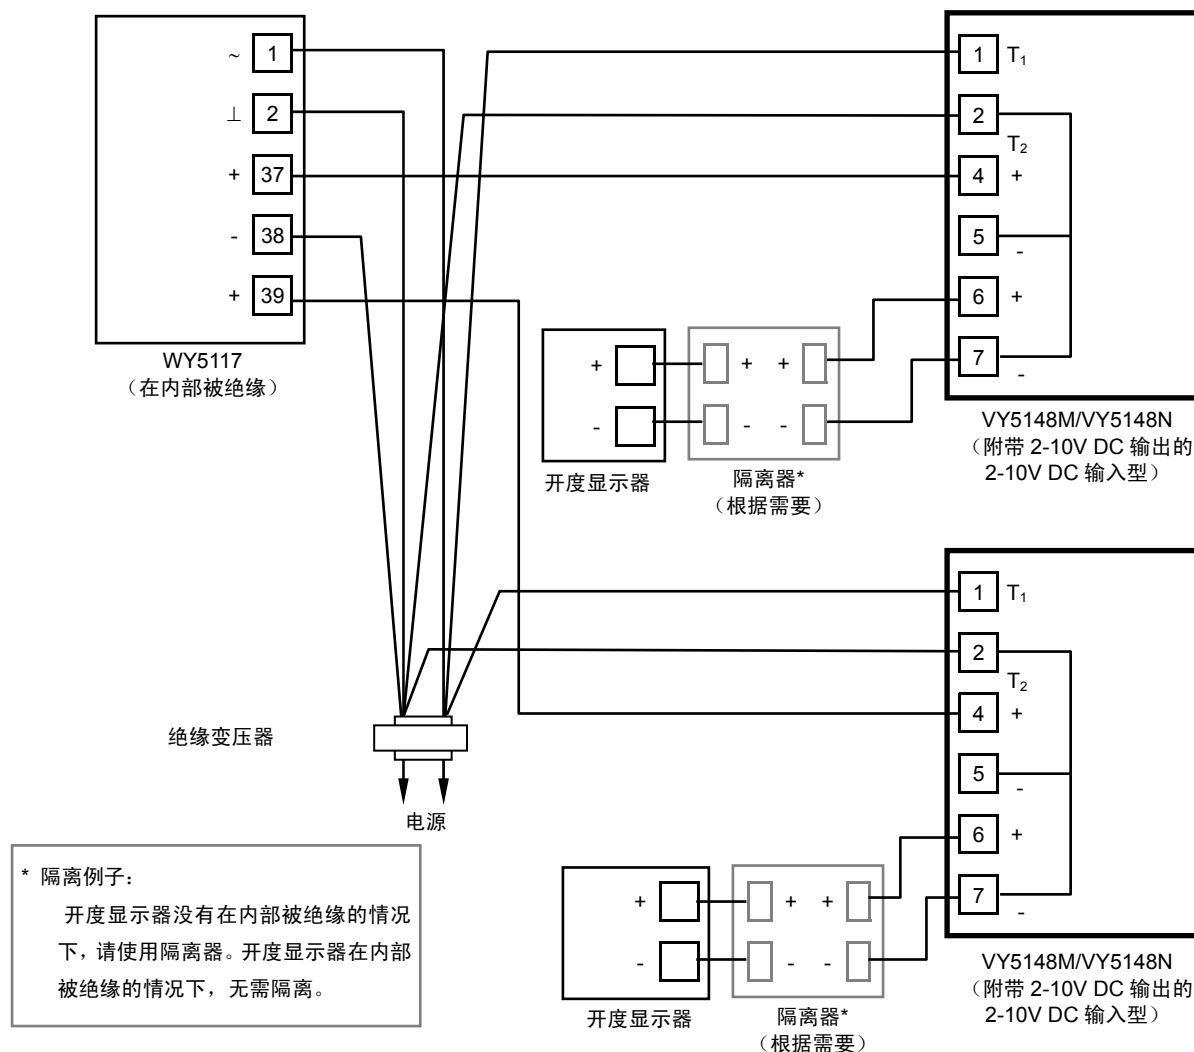 ~ 1
⊥ 2
+ 37
- 38
+ 39
WY5117
（在内部被绝缘）
1 T₁
2
T₂
4 +
5 -
6 +
7 -
VY5148M/VY5148N
（附带 2-10V DC 输出的
2-10V DC 输入型）
+ + +
- - -
开度显示器
隔离器*
（根据需要）
1 T₁
2
T₂
4 +
5 -
6 +
7 -
VY5148M/VY5148N
（附带 2-10V DC 输出的
2-10V DC 输入型）
绝缘变压器
电源
+ + +
- - -
开度显示器
隔离器*
（根据需要）
* 隔离例子：
开度显示器没有在内部被绝缘的情况
下，请使用隔离器。开度显示器在内部
被绝缘的情况下，无需隔离。